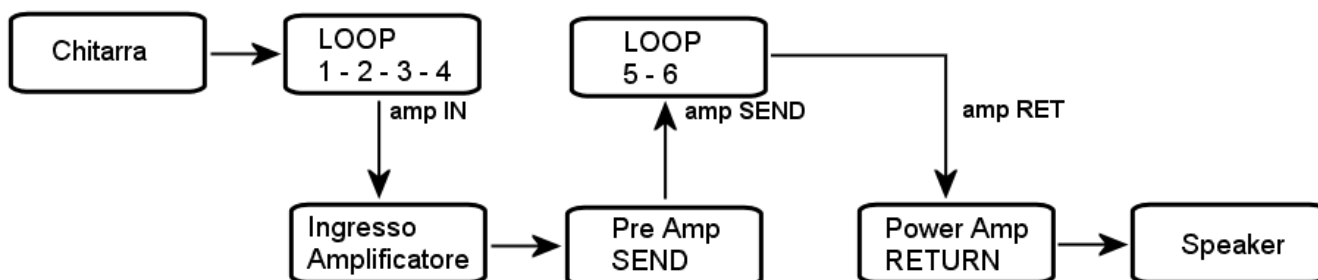 Chitarra
LOOP
1 - 2 - 3 - 4
amp IN
Ingresso
Amplificatore
Pre Amp
SEND
amp SEND
LOOP
5 - 6
amp RET
Power Amp
RETURN
Speaker